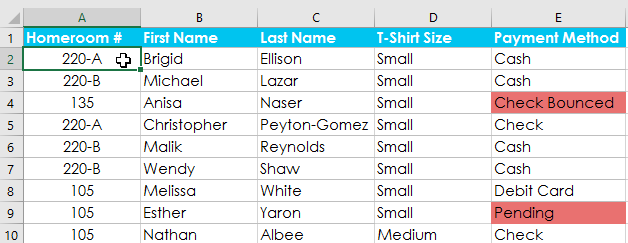 A B C D E
1 Homeroom # First Name Last Name T-Shirt Size Payment Method
2 220-A Brigid Ellison Small Cash
3 220-B Michael Lazar Small Cash
4 135 Anisa Naser Small Check Bounced
5 220-A Christopher Peyton-Gomez Small Check
6 220-B Malik Reynolds Small Cash
7 220-B Wendy Shaw Small Cash
8 105 Melissa White Small Debit Card
9 105 Esther Yaron Small Pending
10 105 Nathan Albee Medium Check